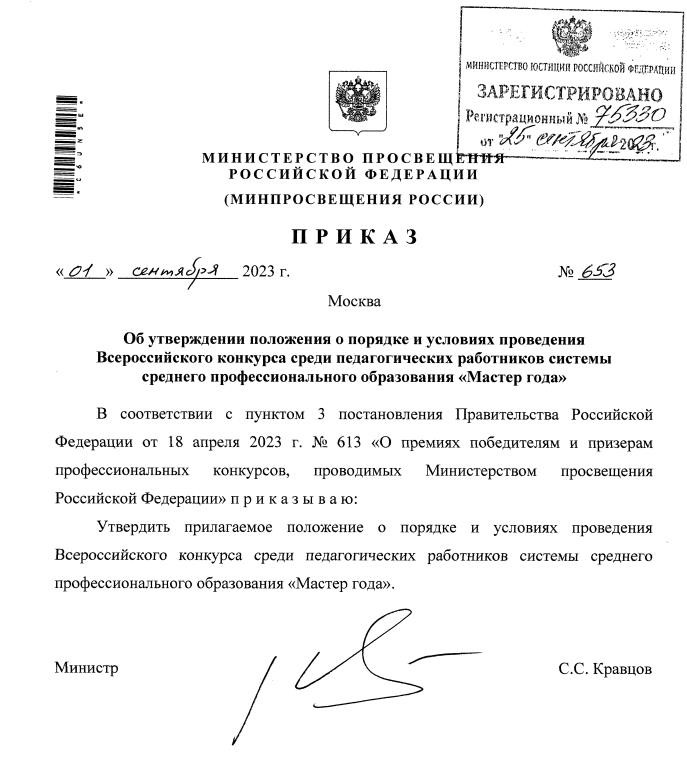 МИНИСТЕРСТВО ЮСТИЦИИ РОССИЙСКОЙ ФЕДЕРАЦИИ
ЗАРЕГИСТРИРОВАНО
Регистрационный № 75330
от "25" сентября 2023 г.
МИНИСТЕРСТВО ПРОСВЕЩЕНИЯ
РОССИЙСКОЙ ФЕДЕРАЦИИ
(МИНПРОСВЕЩЕНИЯ РОССИИ)
ПРИКАЗ
«01» сентября 2023 г.
№ 653
Москва
Об утверждении положения о порядке и условиях проведения
Всероссийского конкурса среди педагогических работников системы
среднего профессионального образования «Мастер года»
В соответствии с пунктом 3 постановления Правительства Российской
Федерации от 18 апреля 2023 г. № 613 «О премиях победителям и призерам
профессиональных конкурсов, проводимых Министерством просвещения
Российской Федерации» п р и к а з ы в а ю:
Утвердить прилагаемое положение о порядке и условиях проведения
Всероссийского конкурса среди педагогических работников системы среднего
профессионального образования «Мастер года».
Министр
С.С. Кравцов